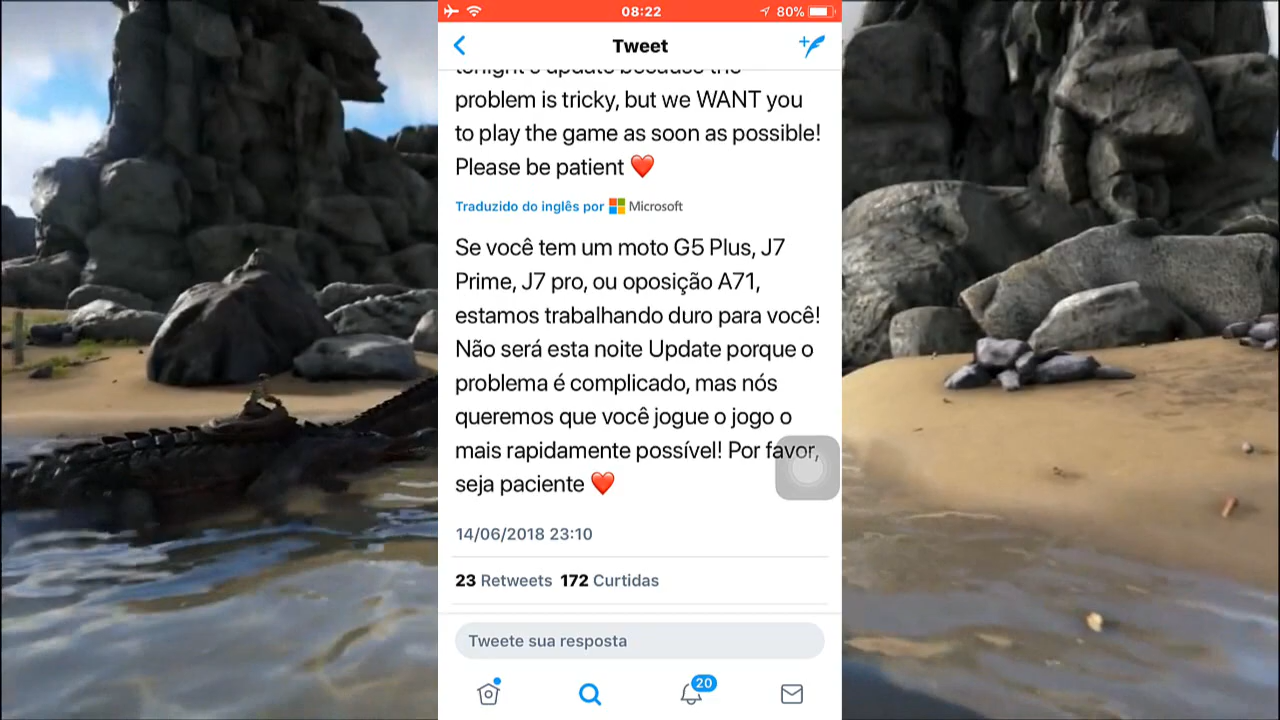 08:22
80%
Tweet
tonight's update because the
problem is tricky, but we WANT you
to play the game as soon as possible!
Please be patient ❤️
Traduzido do inglês por Microsoft
Se você tem um moto G5 Plus, J7
Prime, J7 pro, ou oposição A71,
estamos trabalhando duro para você!
Não será esta noite Update porque o
problema é complicado, mas nós
queremos que você jogue o jogo o
mais rapidamente possível! Por favor,
seja paciente ❤️
14/06/2018 23:10
23 Retweets 172 Curtidas
Tweete sua resposta
20